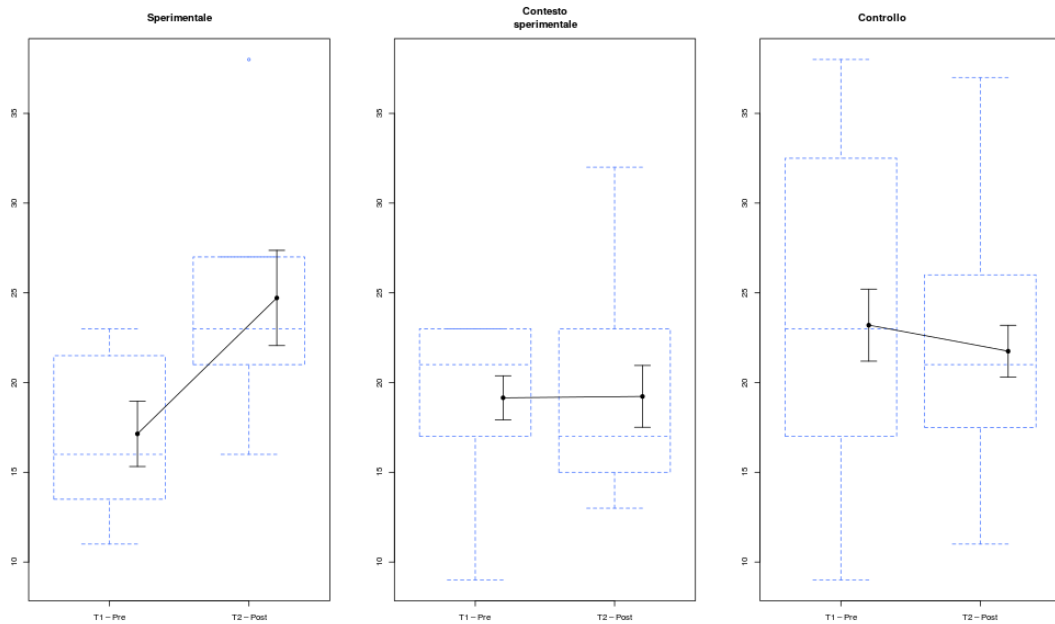 Sperimentale
35
30
25
20
15
10
T1 – Pre
T2 – Post
Contesto
sperimentale
35
30
25
20
15
10
T1 – Pre
T2 – Post
Controllo
35
30
25
20
15
10
T1 – Pre
T2 – Post